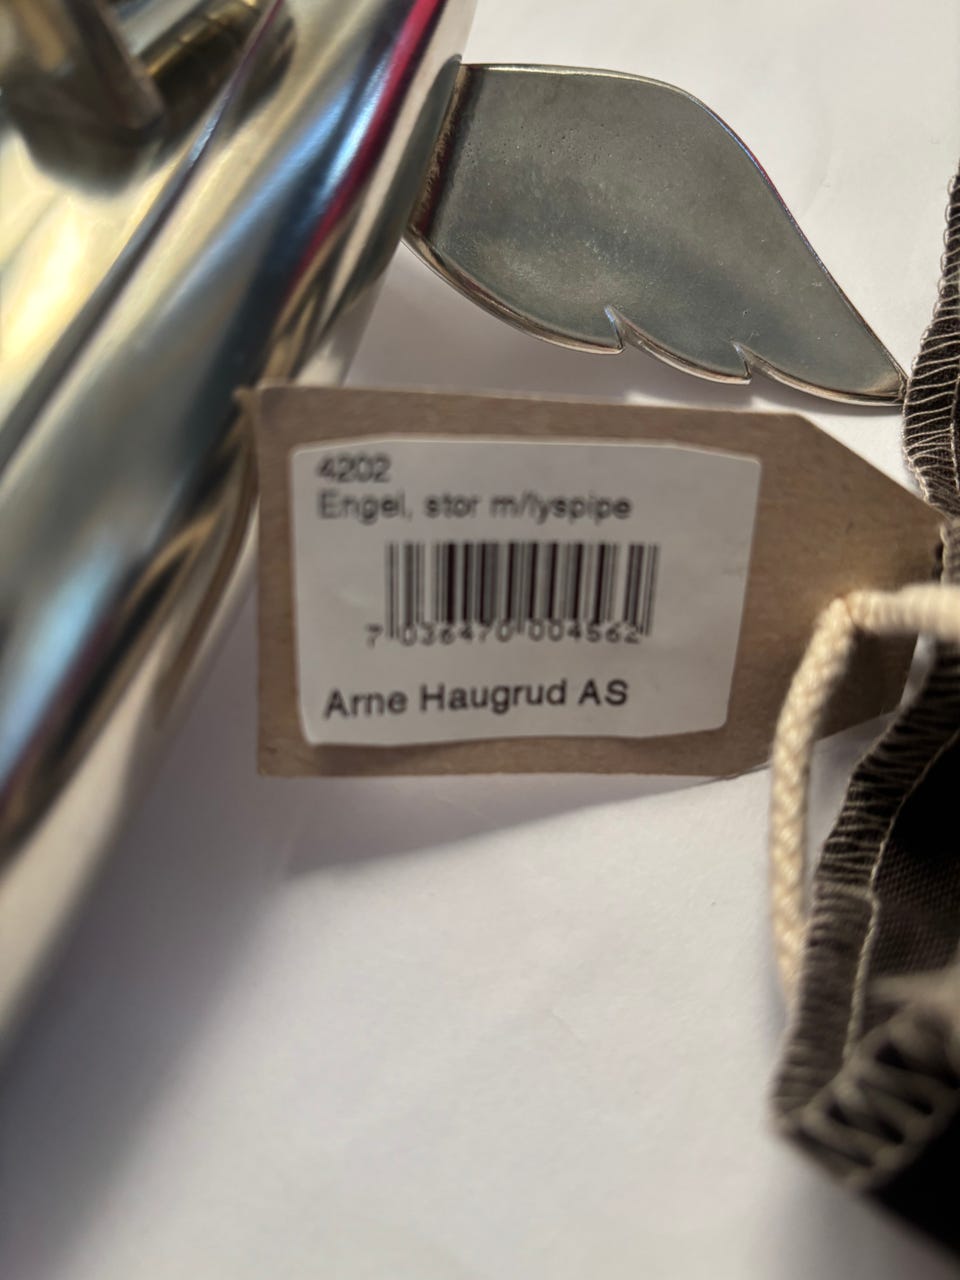 4202
Engel, stor m/lyspipe
7 036470 004562
Arne Haugrud AS